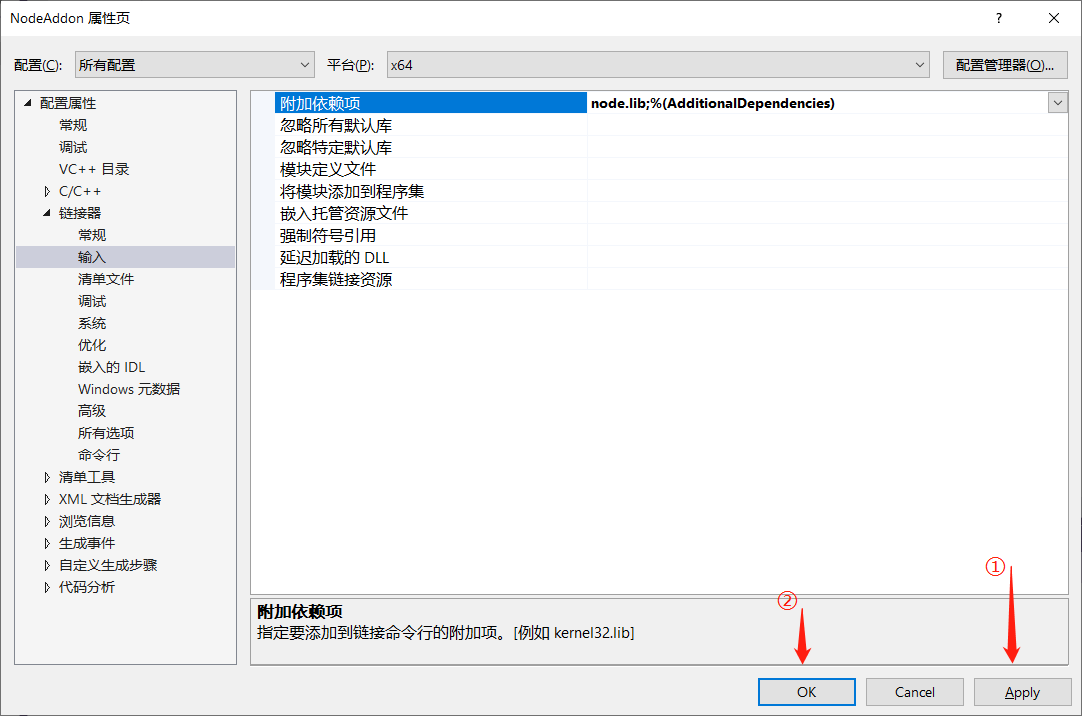 NodeAddon 属性页
?
配置(C): 所有配置 平台(P): x64 配置管理器(O)...
配置属性
常规
调试
VC++ 目录
C/C++
链接器
常规
输入
清单文件
调试
系统
优化
嵌入的 IDL
Windows 元数据
高级
所有选项
命令行
清单工具
XML 文档生成器
浏览信息
生成事件
自定义生成步骤
代码分析
附加依赖项 node.lib;%(AdditionalDependencies)
忽略所有默认库
忽略特定默认库
模块定义文件
将模块添加到程序集
嵌入托管资源文件
强制符号引用
延迟加载的 DLL
程序集链接资源
①
②
附加依赖项
指定要添加到链接命令行的附加项。[例如 kernel32.lib]
OK Cancel Apply